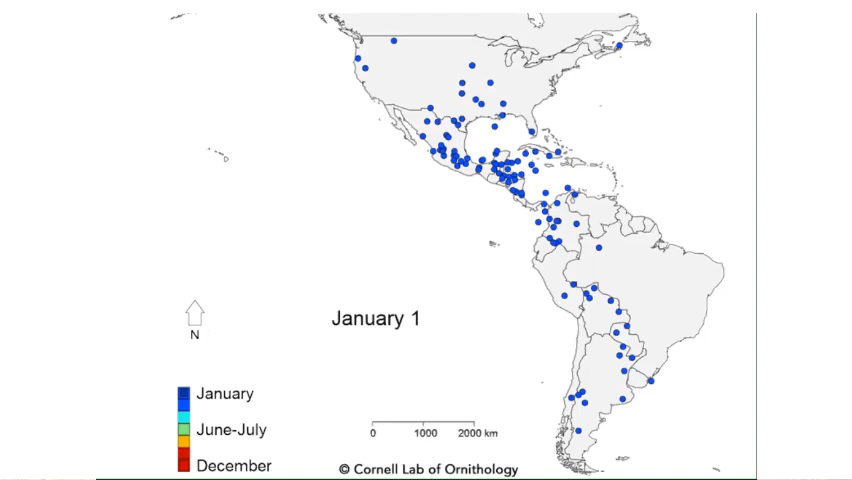 January 1
N
January
June-July
December
0 1000 2000 km
© Cornell Lab of Ornithology